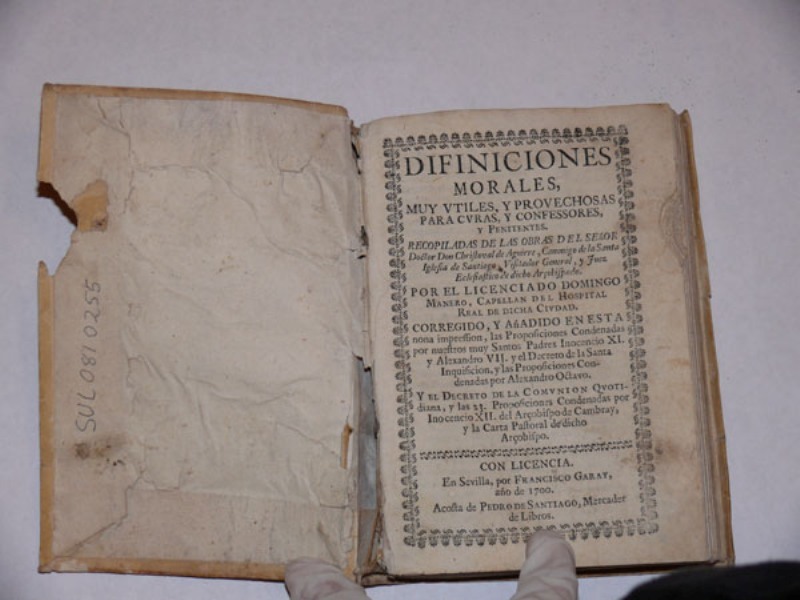 SUL0810255
DIFINICIONES
MORALES,
MUY VTILES, Y PROVECHOSAS
PARA CVRAS, Y CONFESSORES,
Y PENITENTES.
RECOPILADAS DE LAS OBRAS DEL SEÑOR
Doctor Don Christoval de Aguirre, Canonigo de la Santa
Iglesia de Santiago, Visitador General, y Juez
Eclesiastico de dicho Arçobispado.
POR EL LICENCIADO DOMINGO
MANERO, CAPELLAN DEL HOSPITAL
REAL DE DICHA CIVDAD.
CORREGIDO, Y AñADIDO EN ESTA
nona impression, las Proposiciones Condenadas
por nuestros muy Santos Padres Inocencio XI.
y Alexandro VII. y el Decreto de la Santa
Inquisicion, y las Proposiciones Con-
denadas por Alexandro Octavo.
Y EL DECRETO DE LA COMVNION QVOTI-
diana, y las 23. Proposiciones Condenadas por
Inocencio XII. del Arçobispo de Cambray,
y la Carta Pastoral de dicho
Arçobispo.
CON LICENCIA.
En Sevilla, por FRANCISCO GARAY,
año de 1700.
Acosta de PEDRO DE SANTIAGO, Mercader
de Libros.